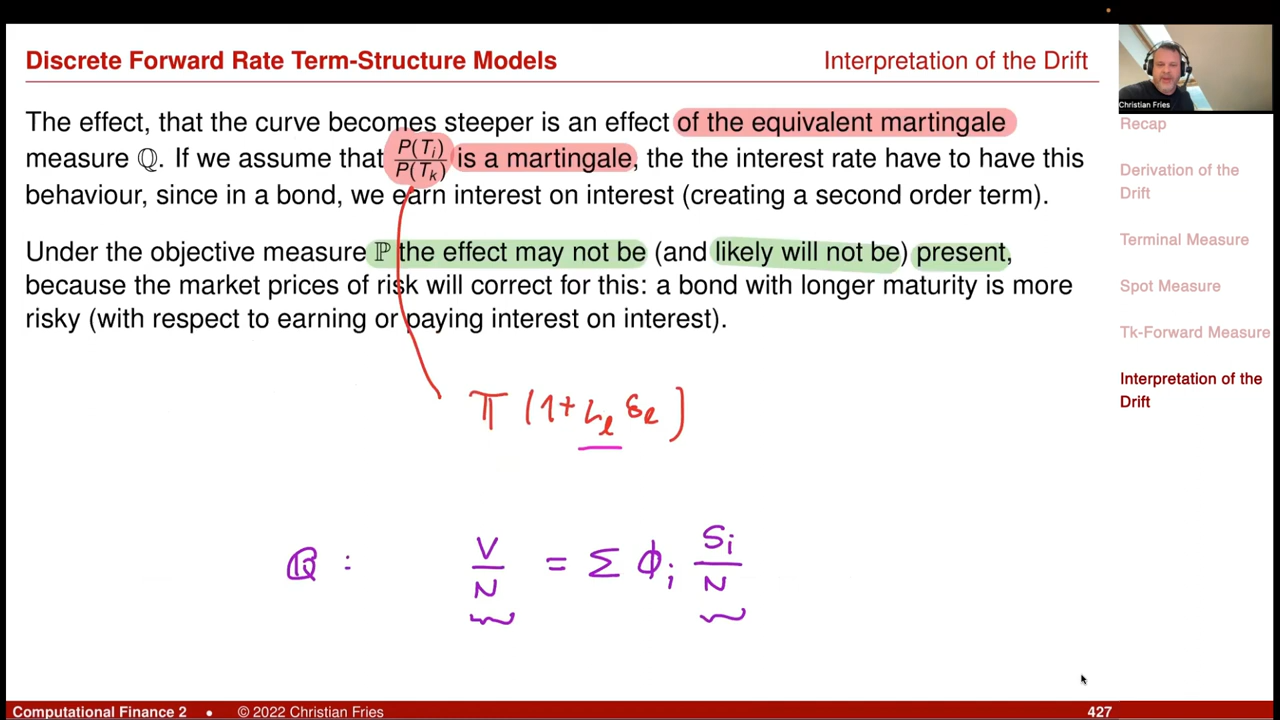 Discrete Forward Rate Term-Structure Models
Interpretation of the Drift
Christian Fries
The effect, that the curve becomes steeper is an effect of the equivalent martingale
measure ℚ. If we assume that P(Tᵢ)/P(Tₖ) is a martingale, the the interest rate have to have this
behaviour, since in a bond, we earn interest on interest (creating a second order term).
Under the objective measure ℙ the effect may not be (and likely will not be) present,
because the market prices of risk will correct for this: a bond with longer maturity is more
risky (with respect to earning or paying interest on interest).
π (1 + L_ℓ δ_ℓ)
ℚ : V/N = Σ ϕᵢ Sᵢ/N
Recap
Derivation of the
Drift
Terminal Measure
Spot Measure
Tk-Forward Measure
Interpretation of the
Drift
Computational Finance 2 • © 2022 Christian Fries
427